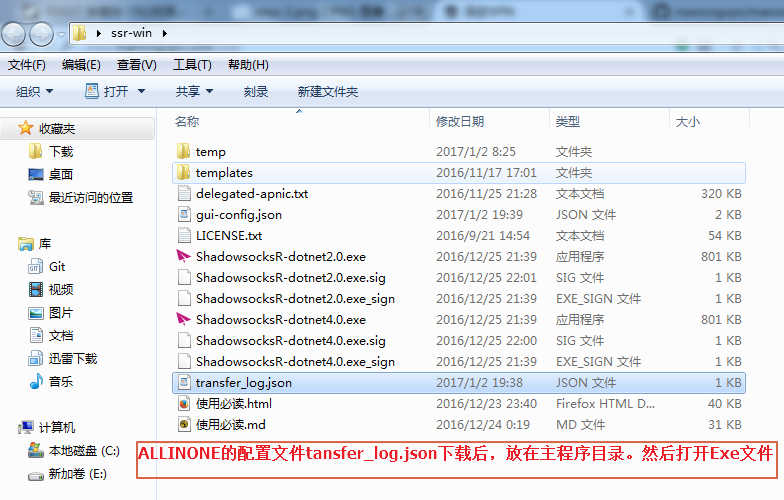 ssr-win
文件(F) 编辑(E) 查看(V) 工具(T) 帮助(H)
组织 打开 共享 刻录 新建文件夹
收藏夹
下载
桌面
最近访问的位置
库
Git
视频
图片
文档
迅雷下载
音乐
计算机
本地磁盘 (C:)
新加卷 (E:)
名称 修改日期 类型 大小
temp 2017/1/2 8:25 文件夹
templates 2016/11/17 17:01 文件夹
delegated-apnic.txt 2016/11/25 21:28 文本文档 320 KB
gui-config.json 2017/1/2 19:39 JSON 文件 2 KB
LICENSE.txt 2016/9/21 14:54 文本文档 54 KB
ShadowsocksR-dotnet2.0.exe 2016/12/25 21:39 应用程序 801 KB
ShadowsocksR-dotnet2.0.exe.sig 2016/12/25 22:01 SIG 文件 1 KB
ShadowsocksR-dotnet2.0.exe_sign 2016/12/25 21:39 EXE_SIGN 文件 1 KB
ShadowsocksR-dotnet4.0.exe 2016/12/25 21:39 应用程序 801 KB
ShadowsocksR-dotnet4.0.exe.sig 2016/12/25 22:00 SIG 文件 1 KB
ShadowsocksR-dotnet4.0.exe_sign 2016/12/25 21:39 EXE_SIGN 文件 1 KB
transfer_log.json 2017/1/2 19:38 JSON 文件 1 KB
使用必读.html 2016/12/23 23:40 Firefox HTML D... 40 KB
使用必读.md 2016/12/24 0:19 MD 文件 31 KB
ALLINONE的配置文件tansfer_log.json下载后，放在主程序目录。然后打开Exe文件